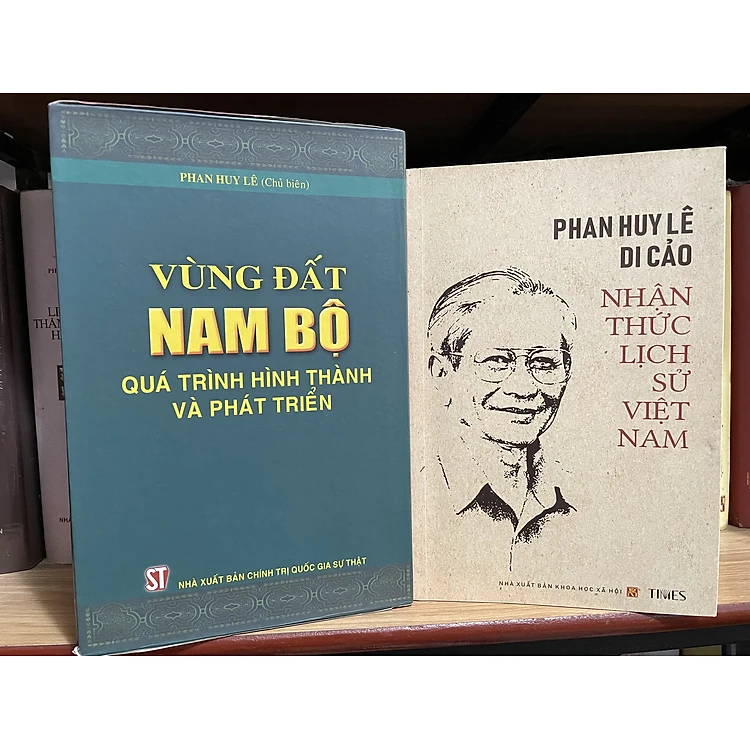 PHAN HUY LÊ (Chủ biên)
VÙNG ĐẤT
NAM BỘ
QUÁ TRÌNH HÌNH THÀNH
VÀ PHÁT TRIỂN
ST
NHÀ XUẤT BẢN CHÍNH TRỊ QUỐC GIA SỰ THẬT
PHAN HUY LÊ
DI CẢO
NHẬN
THỨC
LỊCH
SỬ
VIỆT
NAM
NHÀ XUẤT BẢN KHOA HỌC XÃ HỘI
TIMES